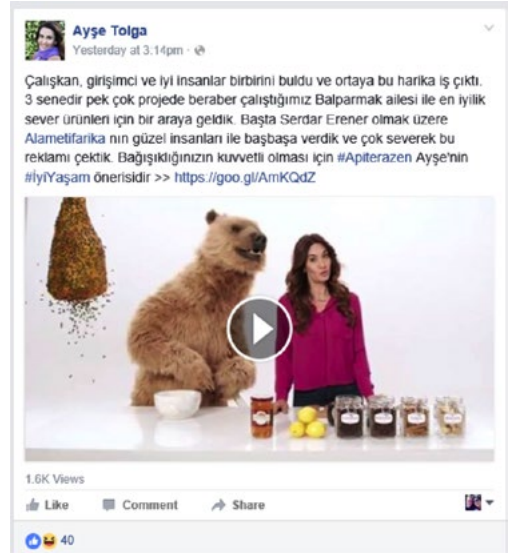 Ayşe Tolga
Yesterday at 3:14pm ·
Çalışkan, girişimci ve iyi insanlar birbirini buldu ve ortaya bu harika iş çıktı.
3 senedir pek çok projede beraber çalıştığımız Balparmak ailesi ile en iyilik
sever ürünleri için bir araya geldik. Başta Serdar Erener olmak üzere
Alametifarika nın güzel insanları ile başbaşa verdik ve çok severek bu
reklamı çektik. Bağışıklığınızın kuvvetli olması için #Apiterazen Ayşe'nin
#İyiYaşam önerisidir >> https://goo.gl/AmKQdZ
1.6K Views
Like Comment Share
40